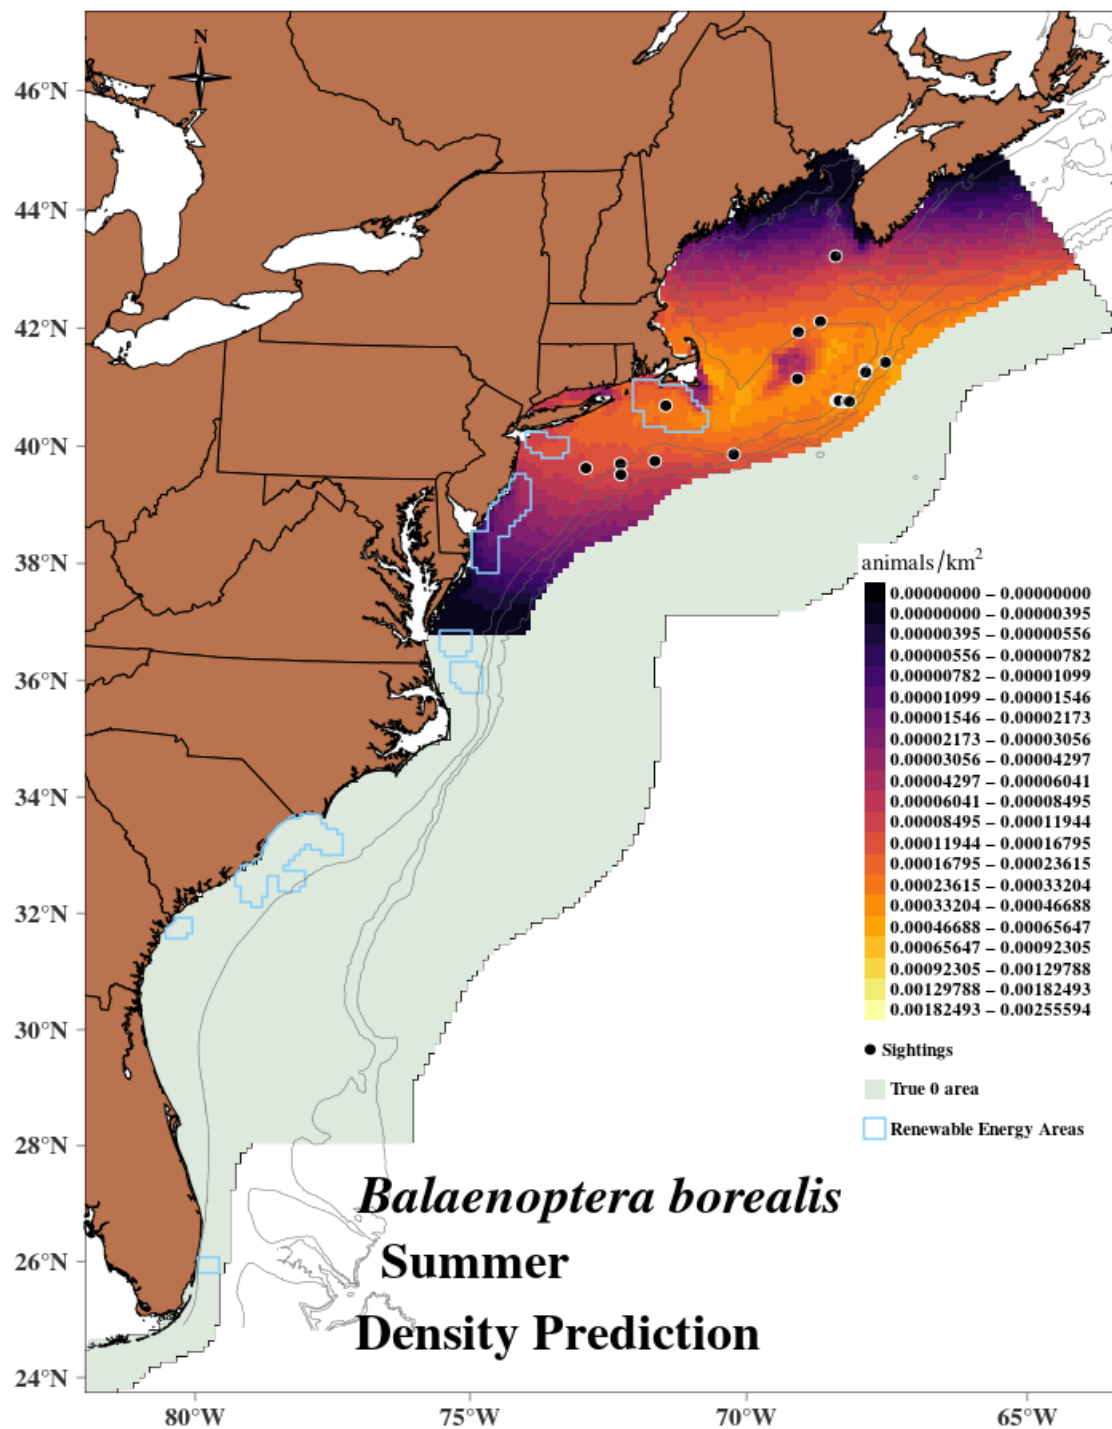 N
46°N
44°N
42°N
40°N
38°N
36°N
34°N
32°N
30°N
28°N
26°N
24°N
80°W
75°W
70°W
65°W
animals/km²
0.00000000 – 0.00000000
0.00000000 – 0.00000395
0.00000395 – 0.00000556
0.00000556 – 0.00000782
0.00000782 – 0.00001099
0.00001099 – 0.00001546
0.00001546 – 0.00002173
0.00002173 – 0.00003056
0.00003056 – 0.00004297
0.00004297 – 0.00006041
0.00006041 – 0.00008495
0.00008495 – 0.00011944
0.00011944 – 0.00016795
0.00016795 – 0.00023615
0.00023615 – 0.00033204
0.00033204 – 0.00046688
0.00046688 – 0.00065647
0.00065647 – 0.00092305
0.00092305 – 0.00129788
0.00129788 – 0.00182493
0.00182493 – 0.00255594
Sightings
True 0 area
Renewable Energy Areas
Balaenoptera borealis
Summer
Density Prediction